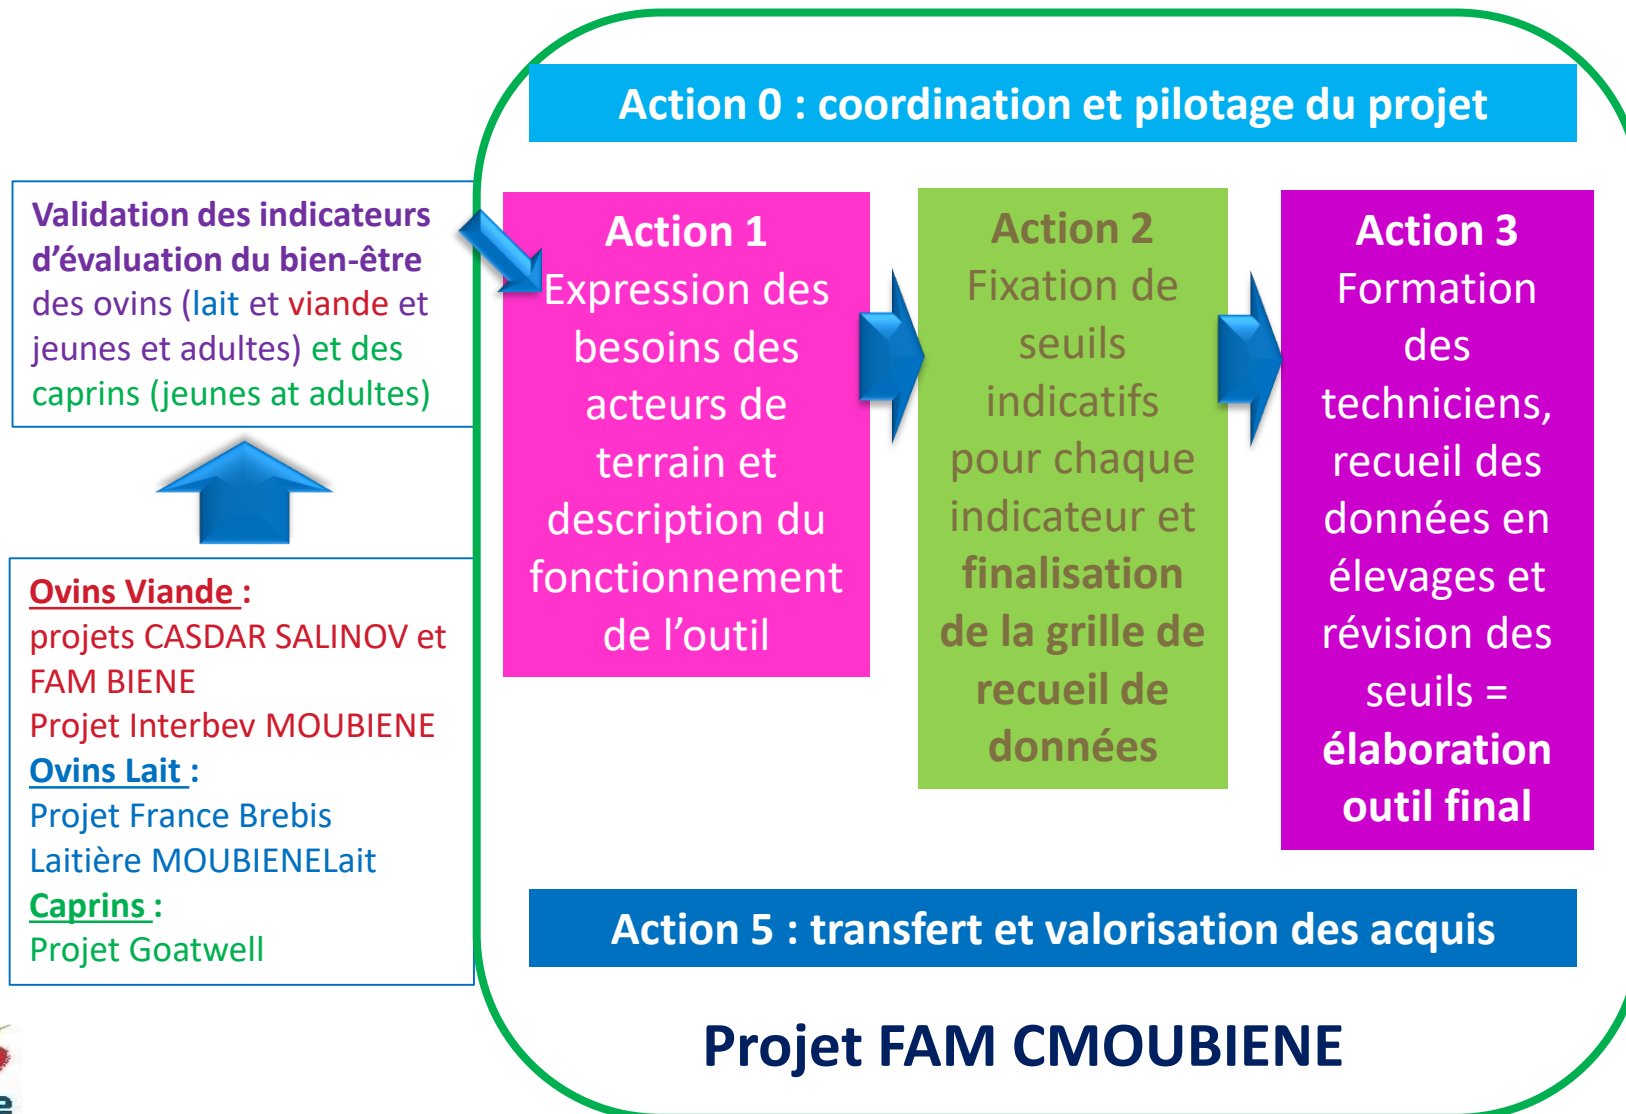 Action 0 : coordination et pilotage du projet
Validation des indicateurs
d’évaluation du bien-être
des ovins (lait et viande et
jeunes et adultes) et des
caprins (jeunes at adultes)
Ovins Viande :
projets CASDAR SALINOV et
FAM BIENE
Projet Interbev MOUBIENE
Ovins Lait :
Projet France Brebis
Laitière MOUBIENELait
Caprins :
Projet Goatwell
Action 1
Expression des
besoins des
acteurs de
terrain et
description du
fonctionnement
de l’outil
Action 2
Fixation de
seuils
indicatifs
pour chaque
indicateur et
finalisation
de la grille de
recueil de
données
Action 3
Formation
des
techniciens,
recueil des
données en
élevages et
révision des
seuils =
élaboration
outil final
Action 5 : transfert et valorisation des acquis
Projet FAM CMOUBIENE